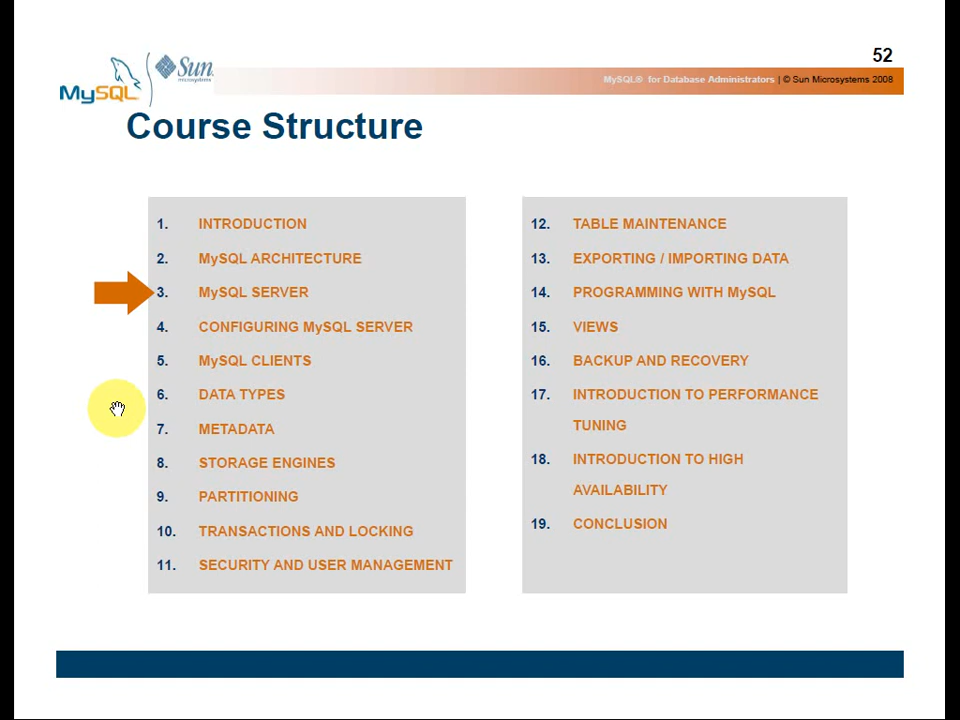 52
MySQL
Sun
microsystems
MySQL® for Database Administrators | © Sun Microsystems 2008
Course Structure
1. INTRODUCTION
2. MySQL ARCHITECTURE
3. MySQL SERVER
4. CONFIGURING MySQL SERVER
5. MySQL CLIENTS
6. DATA TYPES
7. METADATA
8. STORAGE ENGINES
9. PARTITIONING
10. TRANSACTIONS AND LOCKING
11. SECURITY AND USER MANAGEMENT
12. TABLE MAINTENANCE
13. EXPORTING / IMPORTING DATA
14. PROGRAMMING WITH MySQL
15. VIEWS
16. BACKUP AND RECOVERY
17. INTRODUCTION TO PERFORMANCE
TUNING
18. INTRODUCTION TO HIGH
AVAILABILITY
19. CONCLUSION